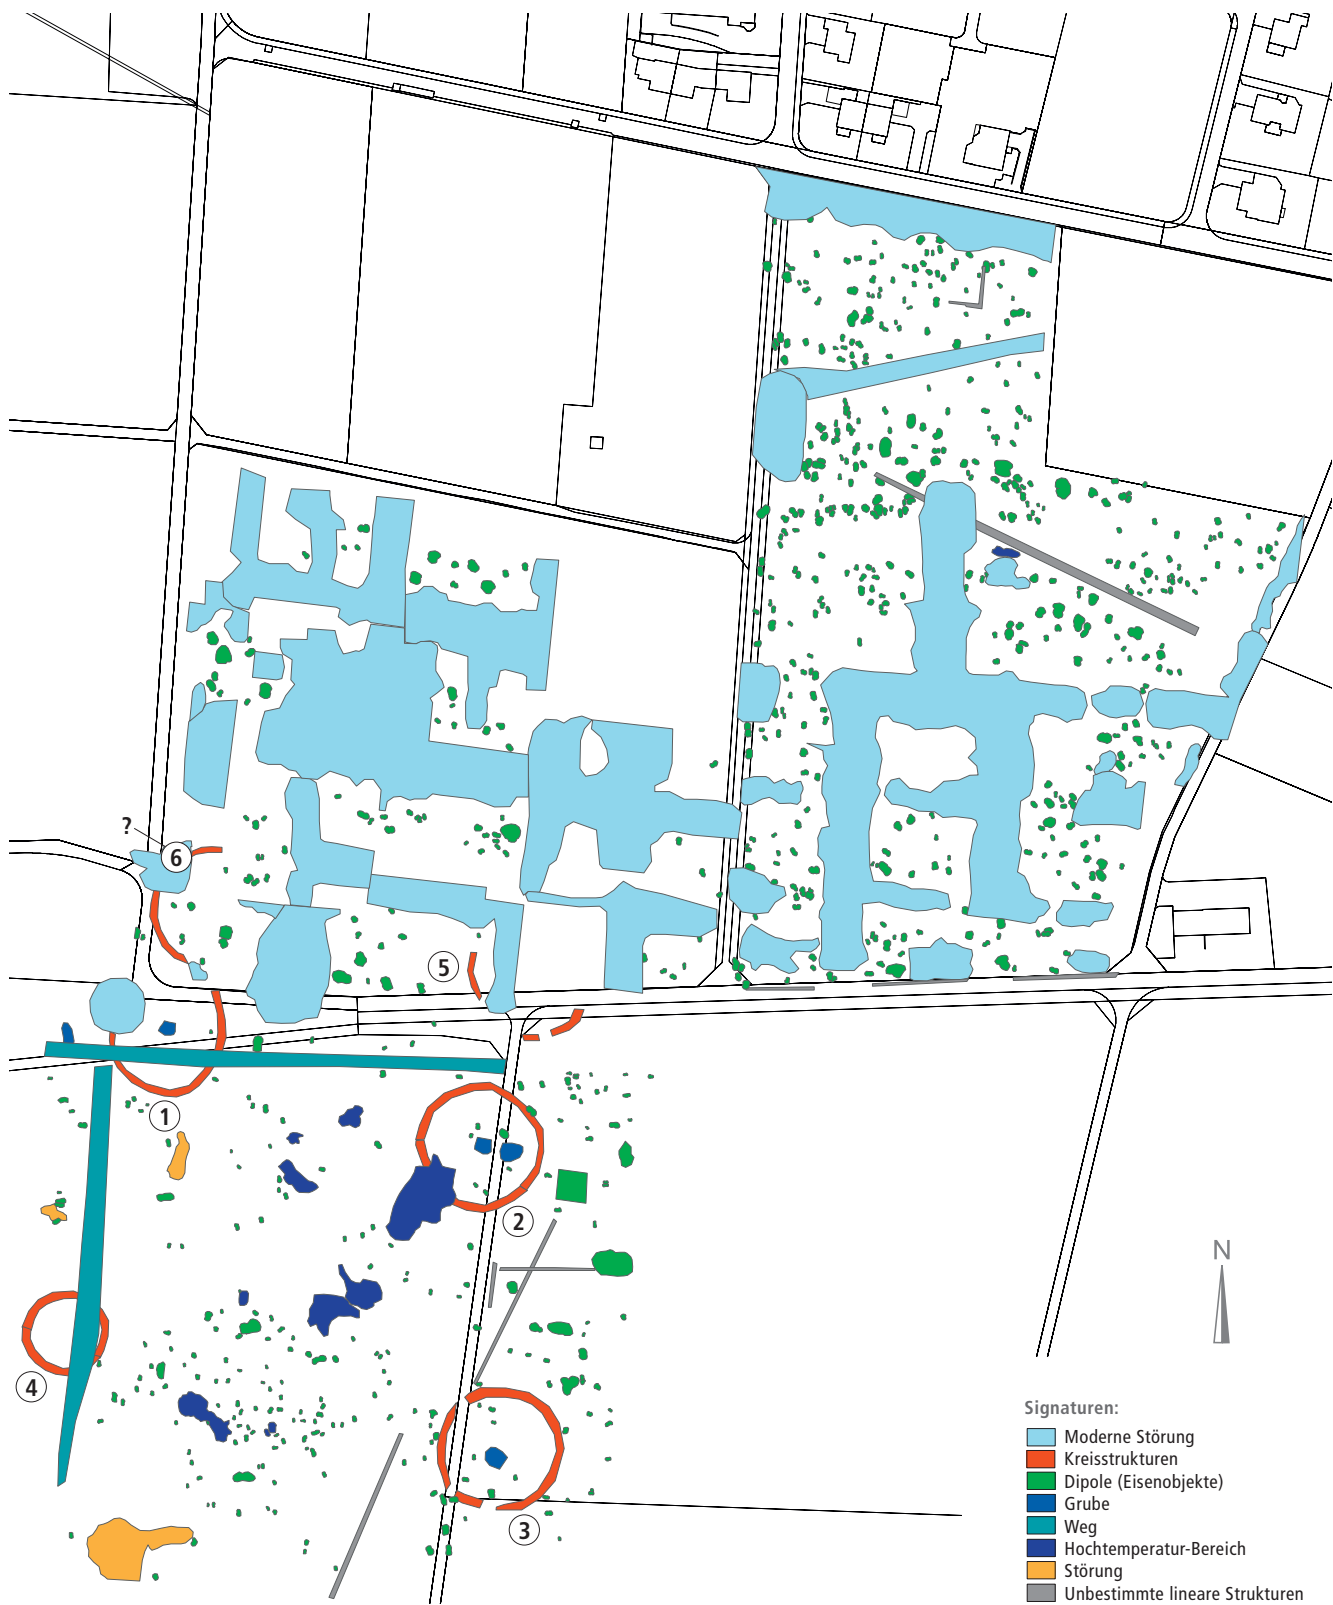 ?
6
5
1
2
4
3
N
Signaturen:
Moderne Störung
Kreisstrukturen
Dipole (Eisenobjekte)
Grube
Weg
Hochtemperatur-Bereich
Störung
Unbestimmte lineare Strukturen